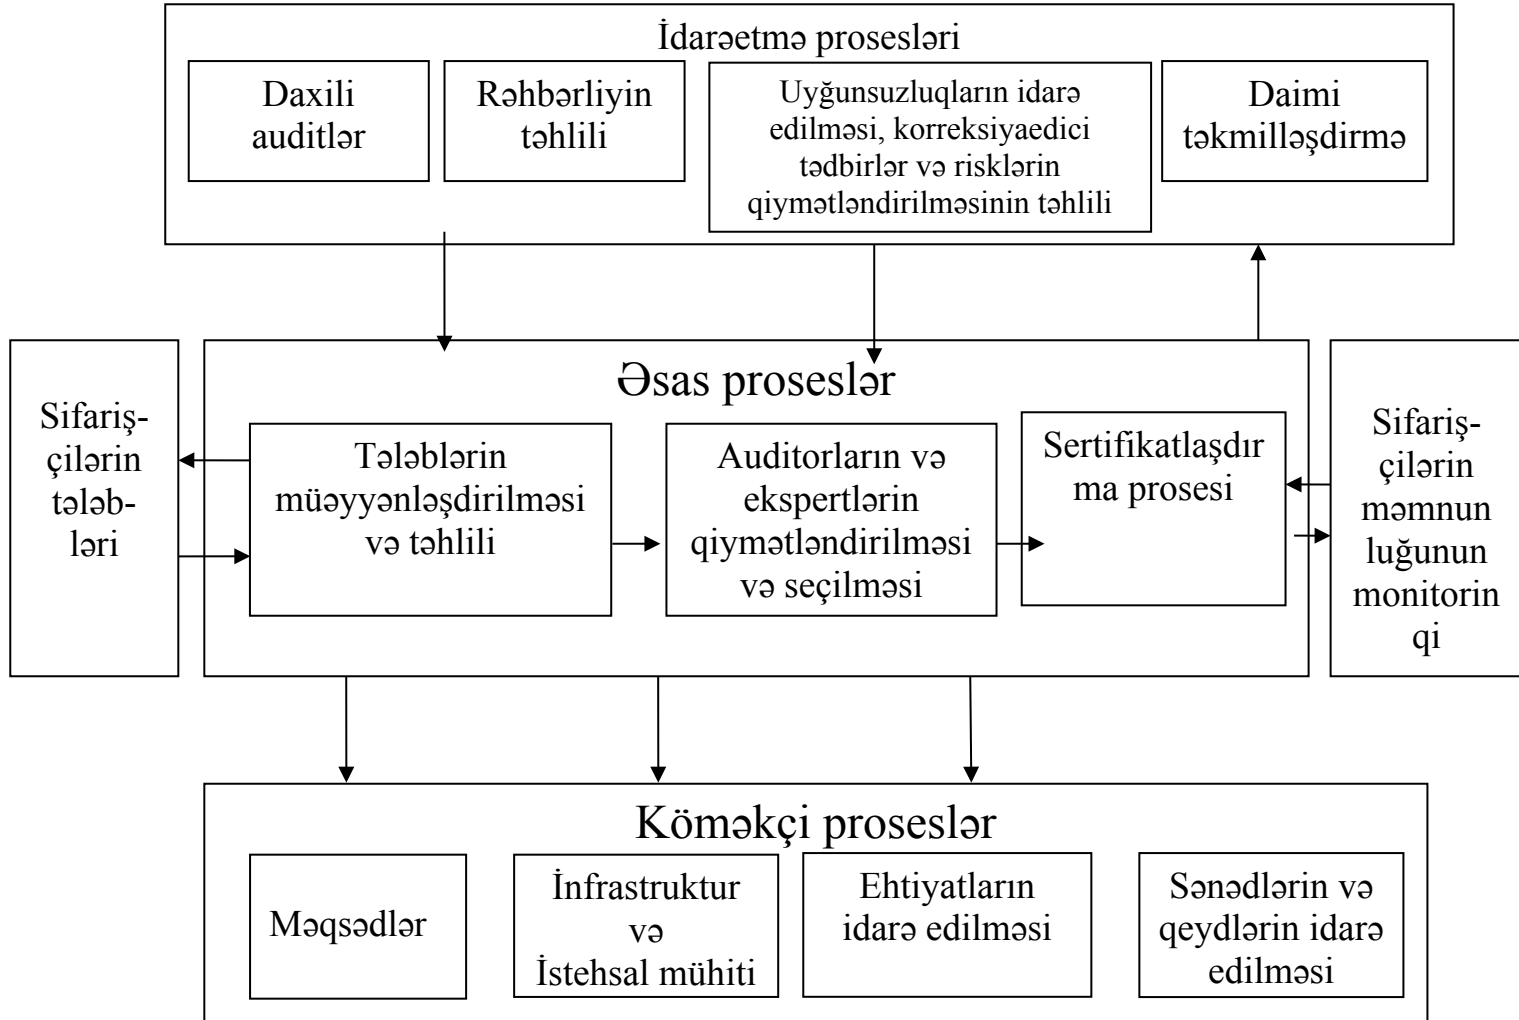 İdarəetmə prosesləri
Daxili
auditlər
Rəhbərliyin
təhlili
Uyğunsuzluqların idarə
edilməsi, korreksiyaedici
tədbirlər və risklərin
qiymətləndirilməsinin təhlili
Daimi
təkmilləşdirmə
Sifariş-
çilərin
tələb-
ləri
Əsas proseslər
Tələblərin
müəyyənləşdirilməsi
və təhlili
Auditorların və
ekspertlərin
qiymətləndirilməsi
və seçilməsi
Sertifikatlaşdır
ma prosesi
Sifariş-
çilərin
məmnun
luğunun
monitorin
qi
Köməkçi proseslər
Məqsədlər
İnfrastruktur
və
İstehsal mühiti
Ehtiyatların
idarə edilməsi
Sənədlərin və
qeydlərin idarə
edilməsi